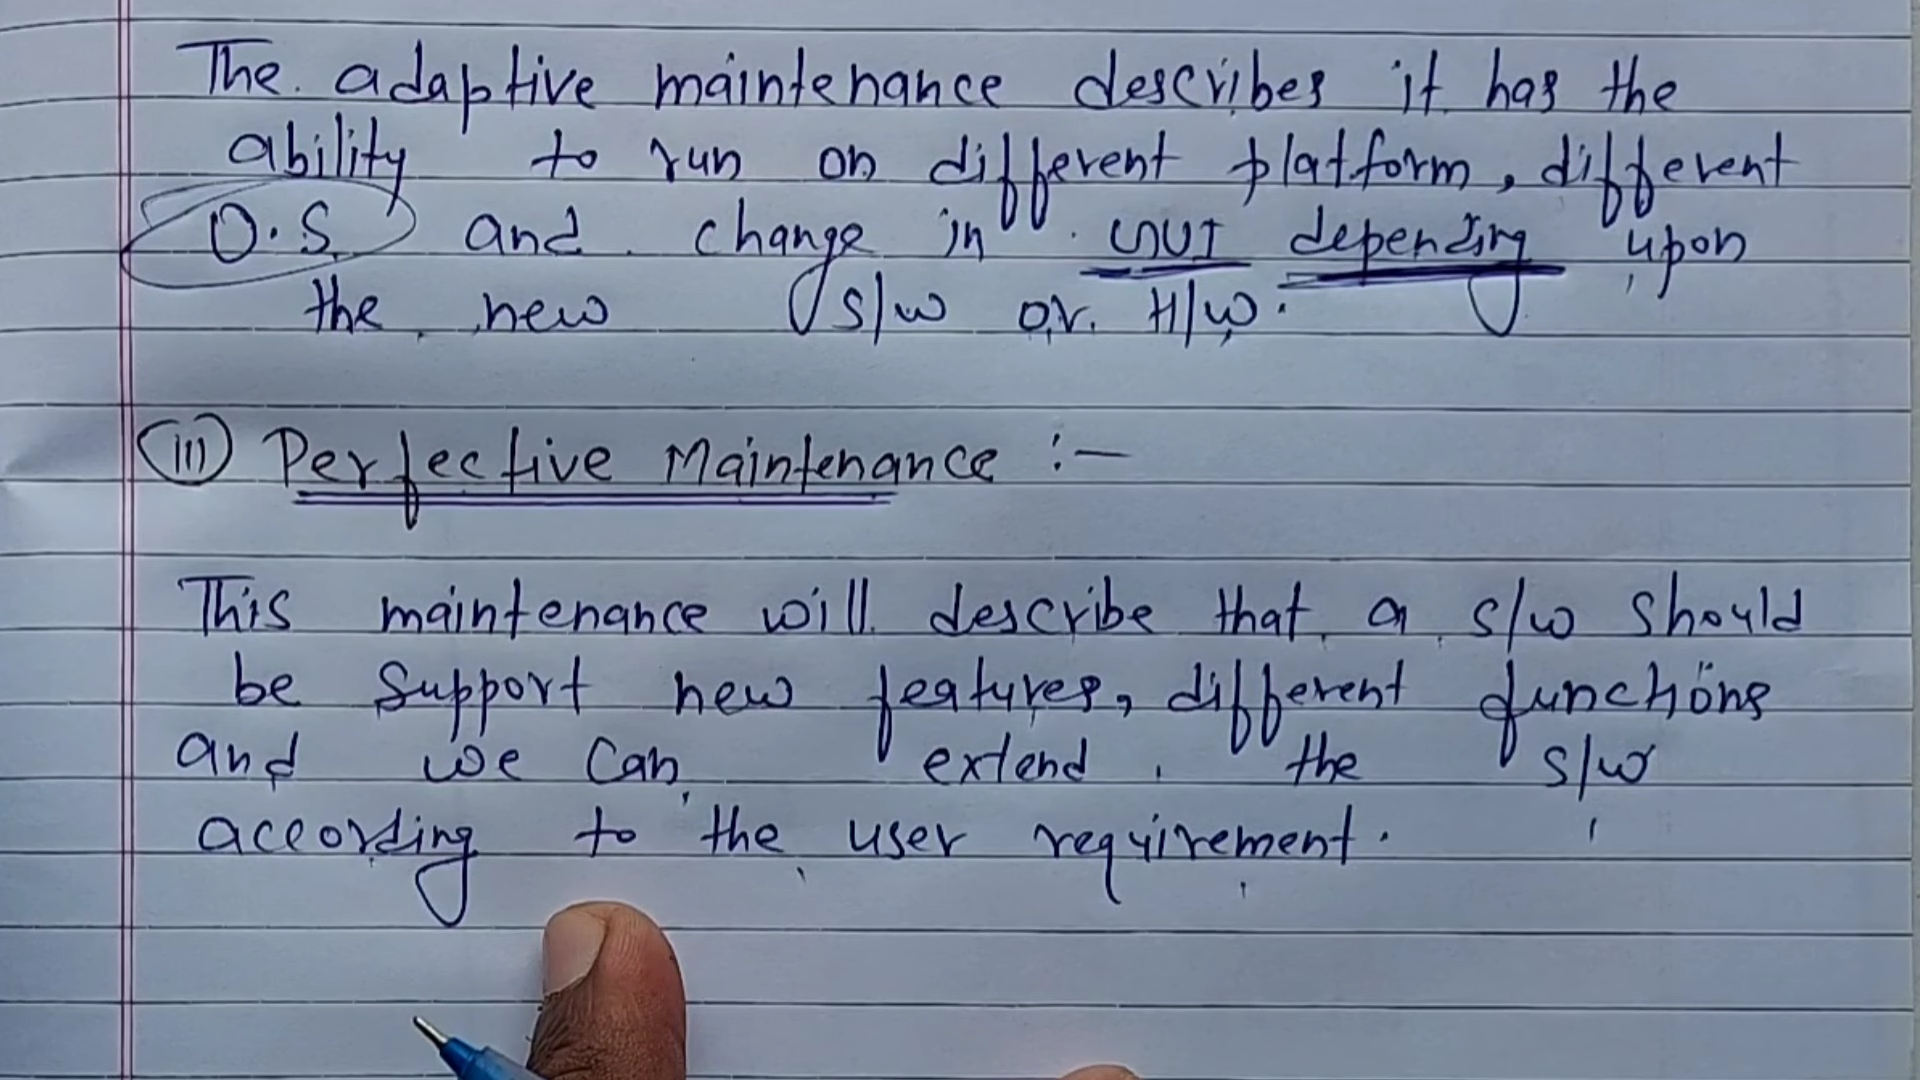 The adaptive maintenance describes it has the
ability to run on different platform, different
O.S. and change in GUI depending upon
the new S/w or H/w.
(iii) Perfective Maintenance :-
This maintenance will describe that a s/w should
be support new features, different functions
and we can extend the s/w
according to the user requirement.